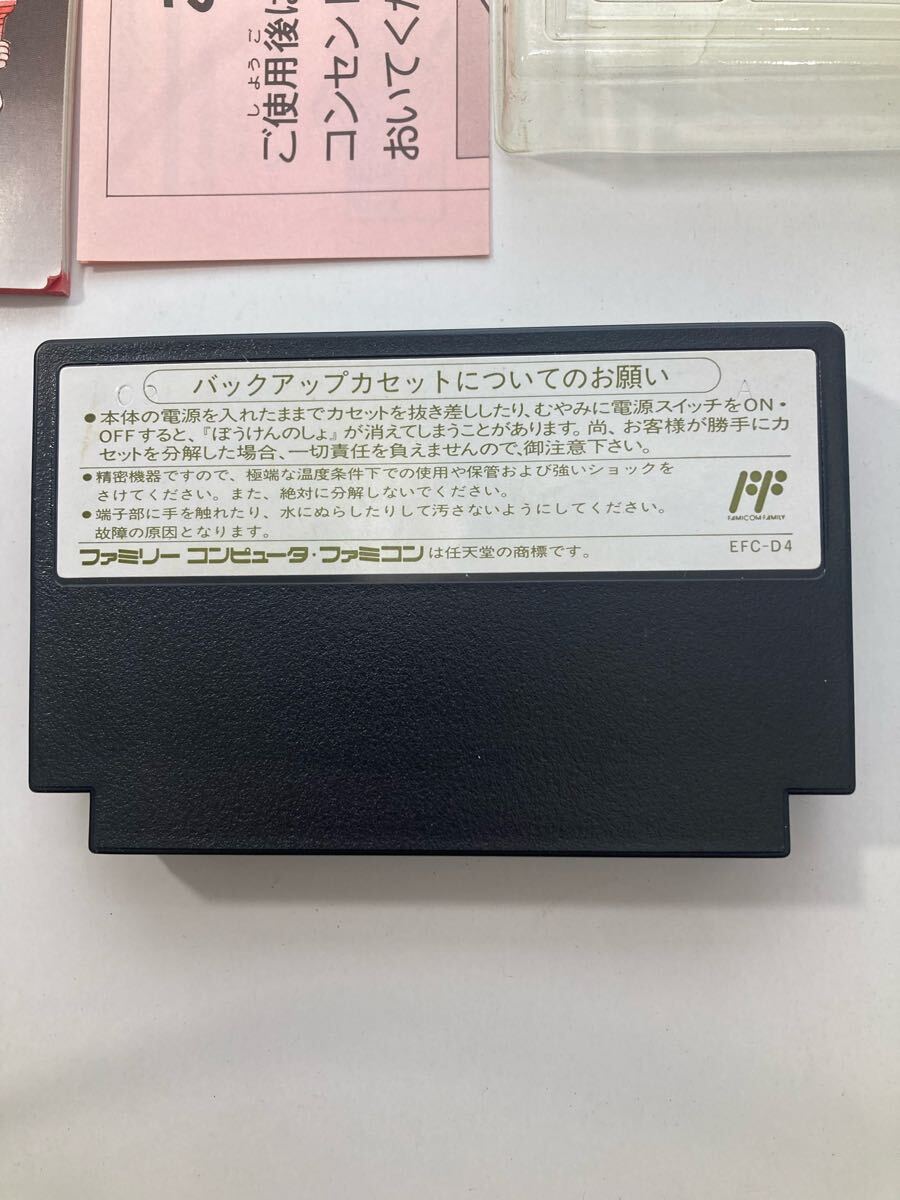 しようご
ご使用後に
コンセント
おいてくだ
06
A
バックアップカセットについてのお願い
●本体の電源を入れたままでカセットを抜き差ししたり、むやみに電源スイッチをON・
OFFすると、『ぼうけんのしょ』が消えてしまうことがあります。尚、お客様が勝手にカ
セットを分解した場合、一切責任を負えませんので、御注意下さい。
●精密機器ですので、極端な温度条件下での使用や保管および強いショックを
さけてください。また、絶対に分解しないでください。
●端子部に手を触れたり、水にぬらしたりして汚さないようにしてください。
故障の原因となります。
ファミリー コンピュータ・ファミコンは任天堂の商標です。
FAMICOM FAMILY
EFC-D4